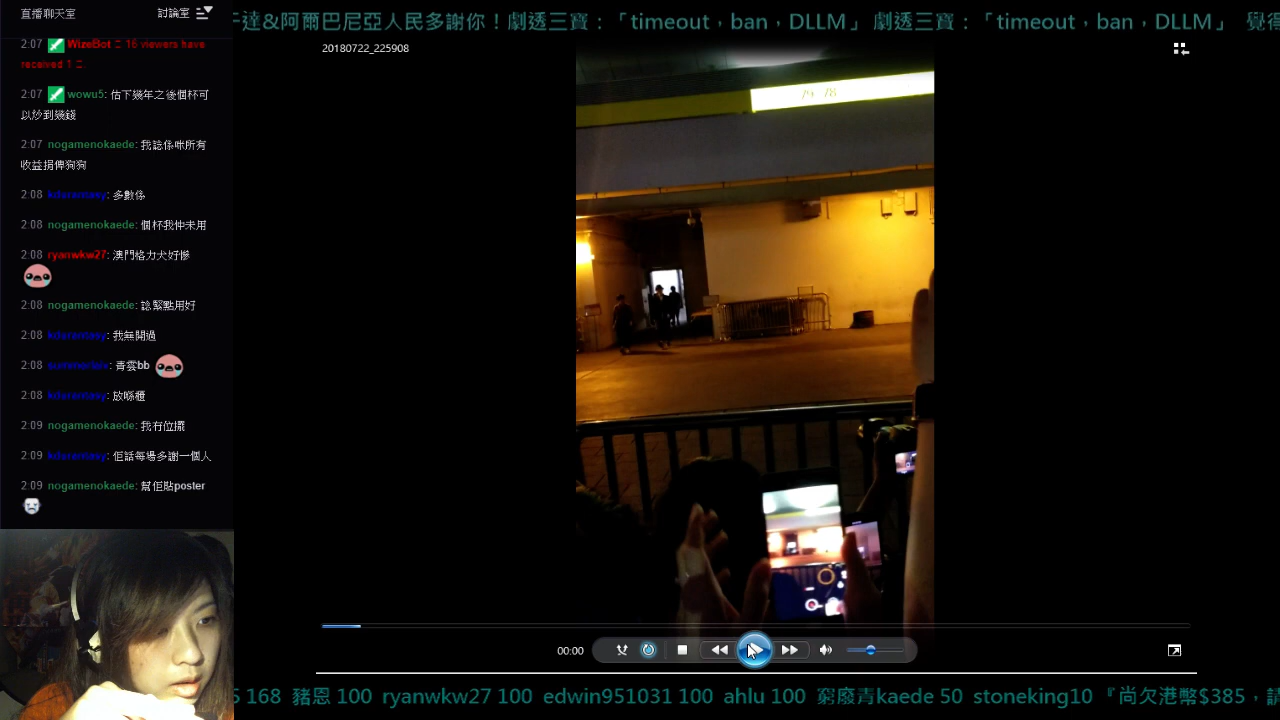 直播聊天室 討論室
于達&阿爾巴尼亞人民多謝你！劇透三寶：「timeout，ban，DLLM」 劇透三寶：「timeout，ban，DLLM」 覺得
20180722_225908
79-78
2:07 WizeBot 16 viewers have
received 1
2:07 wowu5: 估下幾年之後個杯可
以炒到幾錢
2:07 nogamenokaede: 我諗係咪所有
收益捐俾狗狗
2:08 多數係
2:08 nogamenokaede: 個杯我仲未用
2:08 ryanwkw27: 澳門格力犬好慘
2:08 nogamenokaede: 諗緊點用好
2:08 我無開過
2:08 青雲bb
2:08 放喺櫃
2:09 nogamenokaede: 我冇位擺
2:09 佢話每場多謝一個人
2:09 nogamenokaede: 幫佢貼poster
00:00
168 豬恩 100 ryanwkw27 100 edwin951031 100 ahlu 100 窮廢青kaede 50 stoneking10 『尚欠港幣$385，請